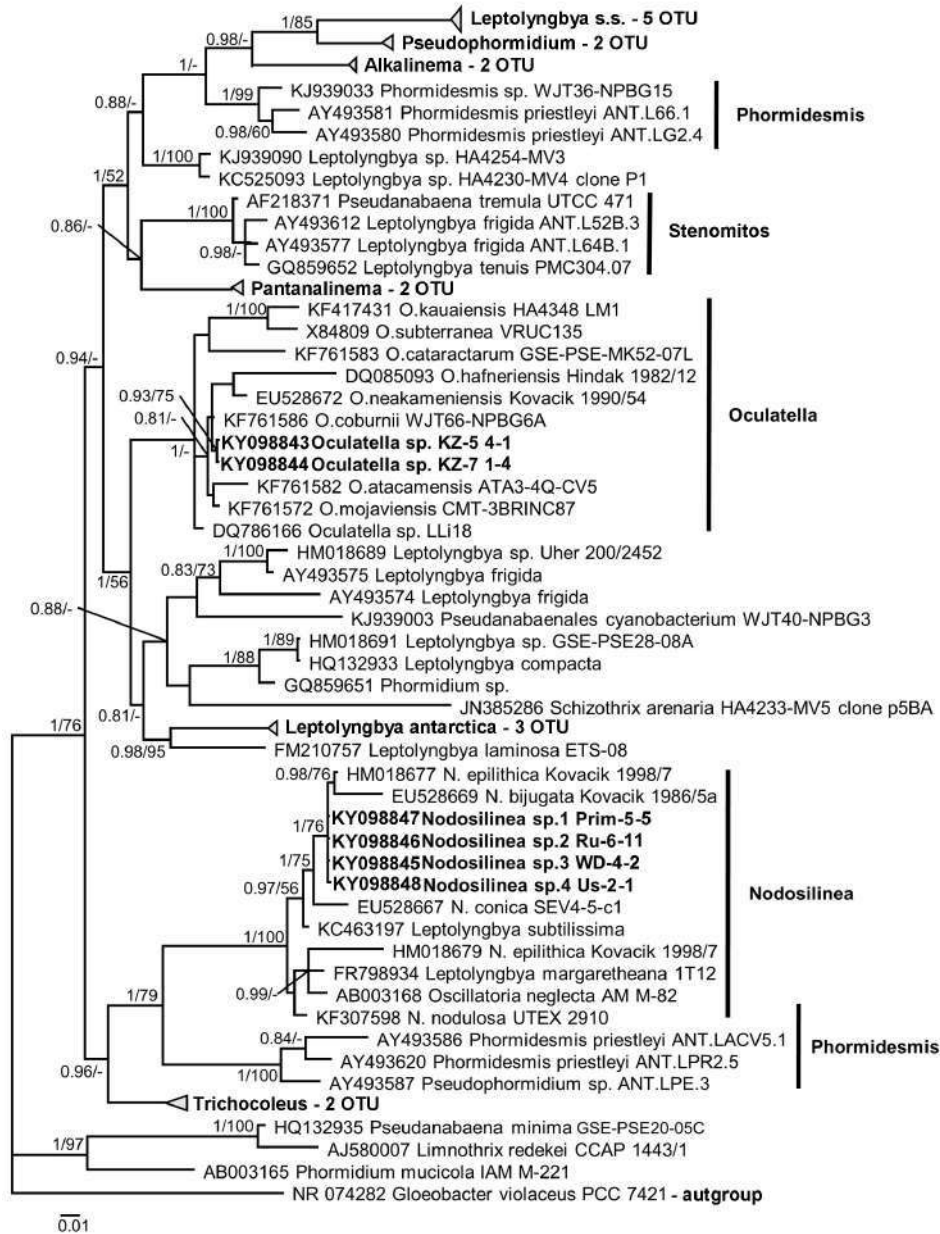 1/85
Leptolyngbya s.s. - 5 OTU
0.98/-
Pseudophormidium - 2 OTU
1/-
Alkalinema - 2 OTU
0.88/-
KJ939033 Phormidesmis sp. WJT36-NPBG15
1/99
AY493581 Phormidesmis priestleyi ANT.L66.1
Phormidesmis
0.98/60
AY493580 Phormidesmis priestleyi ANT.LG2.4
1/100
KJ939090 Leptolyngbya sp. HA4254-MV3
1/52
KC525093 Leptolyngbya sp. HA4230-MV4 clone P1
AF218371 Pseudanabaena tremula UTCC 471
1/100
AY493612 Leptolyngbya frigida ANT.L52B.3
Stenomitos
0.86/-
AY493577 Leptolyngbya frigida ANT.L64B.1
0.98/-
GQ859652 Leptolyngbya tenuis PMC304.07
Pantanalinema - 2 OTU
1/100
KF417431 O.kauaiensis HA4348 LM1
X84809 O.subterranea VRUC135
0.94/-
KF761583 O.cataractarum GSE-PSE-MK52-07L
DQ085093 O.hafneriensis Hindak 1982/12
0.93/75
EU528672 O.neakameniensis Kovacik 1990/54
Oculatella
0.81/-
KF761586 O.coburnii WJT66-NPBG6A
KY098843 Oculatella sp. KZ-5 4-1
1/-
KY098844 Oculatella sp. KZ-7 1-4
KF761582 O.atacamensis ATA3-4Q-CV5
KF761572 O.mojaviensis CMT-3BRINC87
DQ786166 Oculatella sp. LLi18
1/100
HM018689 Leptolyngbya sp. Uher 200/2452
0.83/73
AY493575 Leptolyngbya frigida
1/56
AY493574 Leptolyngbya frigida
0.88/-
KJ939003 Pseudanabaenales cyanobacterium WJT40-NPBG3
1/89
HM018691 Leptolyngbya sp. GSE-PSE28-08A
1/88
HQ132933 Leptolyngbya compacta
GQ859651 Phormidium sp.
JN385286 Schizothrix arenaria HA4233-MV5 clone p5BA
0.81/-
1/76
Leptolyngbya antarctica - 3 OTU
0.98/95
FM210757 Leptolyngbya laminosa ETS-08
0.98/76
HM018677 N. epilithica Kovacik 1998/7
EU528669 N. bijugata Kovacik 1986/5a
1/76
KY098847 Nodosilinea sp.1 Prim-5-5
KY098846 Nodosilinea sp.2 Ru-6-11
1/75
KY098845 Nodosilinea sp.3 WD-4-2
0.97/56
KY098848 Nodosilinea sp.4 Us-2-1
Nodosilinea
EU528667 N. conica SEV4-5-c1
KC463197 Leptolyngbya subtilissima
1/100
HM018679 N. epilithica Kovacik 1998/7
FR798934 Leptolyngbya margaretheana 1T12
1/79
0.99/-
AB003168 Oscillatoria neglecta AM M-82
KF307598 N. nodulosa UTEX 2910
0.84/-
AY493586 Phormidesmis priestleyi ANT.LACV5.1
Phormidesmis
AY493620 Phormidesmis priestleyi ANT.LPR2.5
0.96/-
1/100
AY493587 Pseudophormidium sp. ANT.LPE.3
Trichocoleus - 2 OTU
1/100
HQ132935 Pseudanabaena minima GSE-PSE20-05C
1/97
AJ580007 Limnothrix redekei CCAP 1443/1
AB003165 Phormidium mucicola IAM M-221
NR 074282 Gloeobacter violaceus PCC 7421 - autgroup
0.01